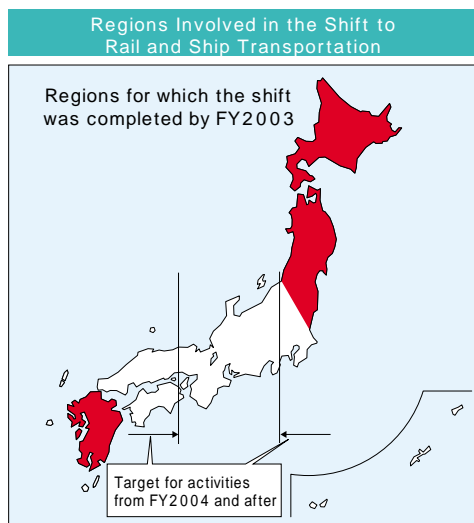 Regions Involved in the Shift to
Rail and Ship Transportation
Regions for which the shift
was completed by FY2003
Target for activities
from FY2004 and after